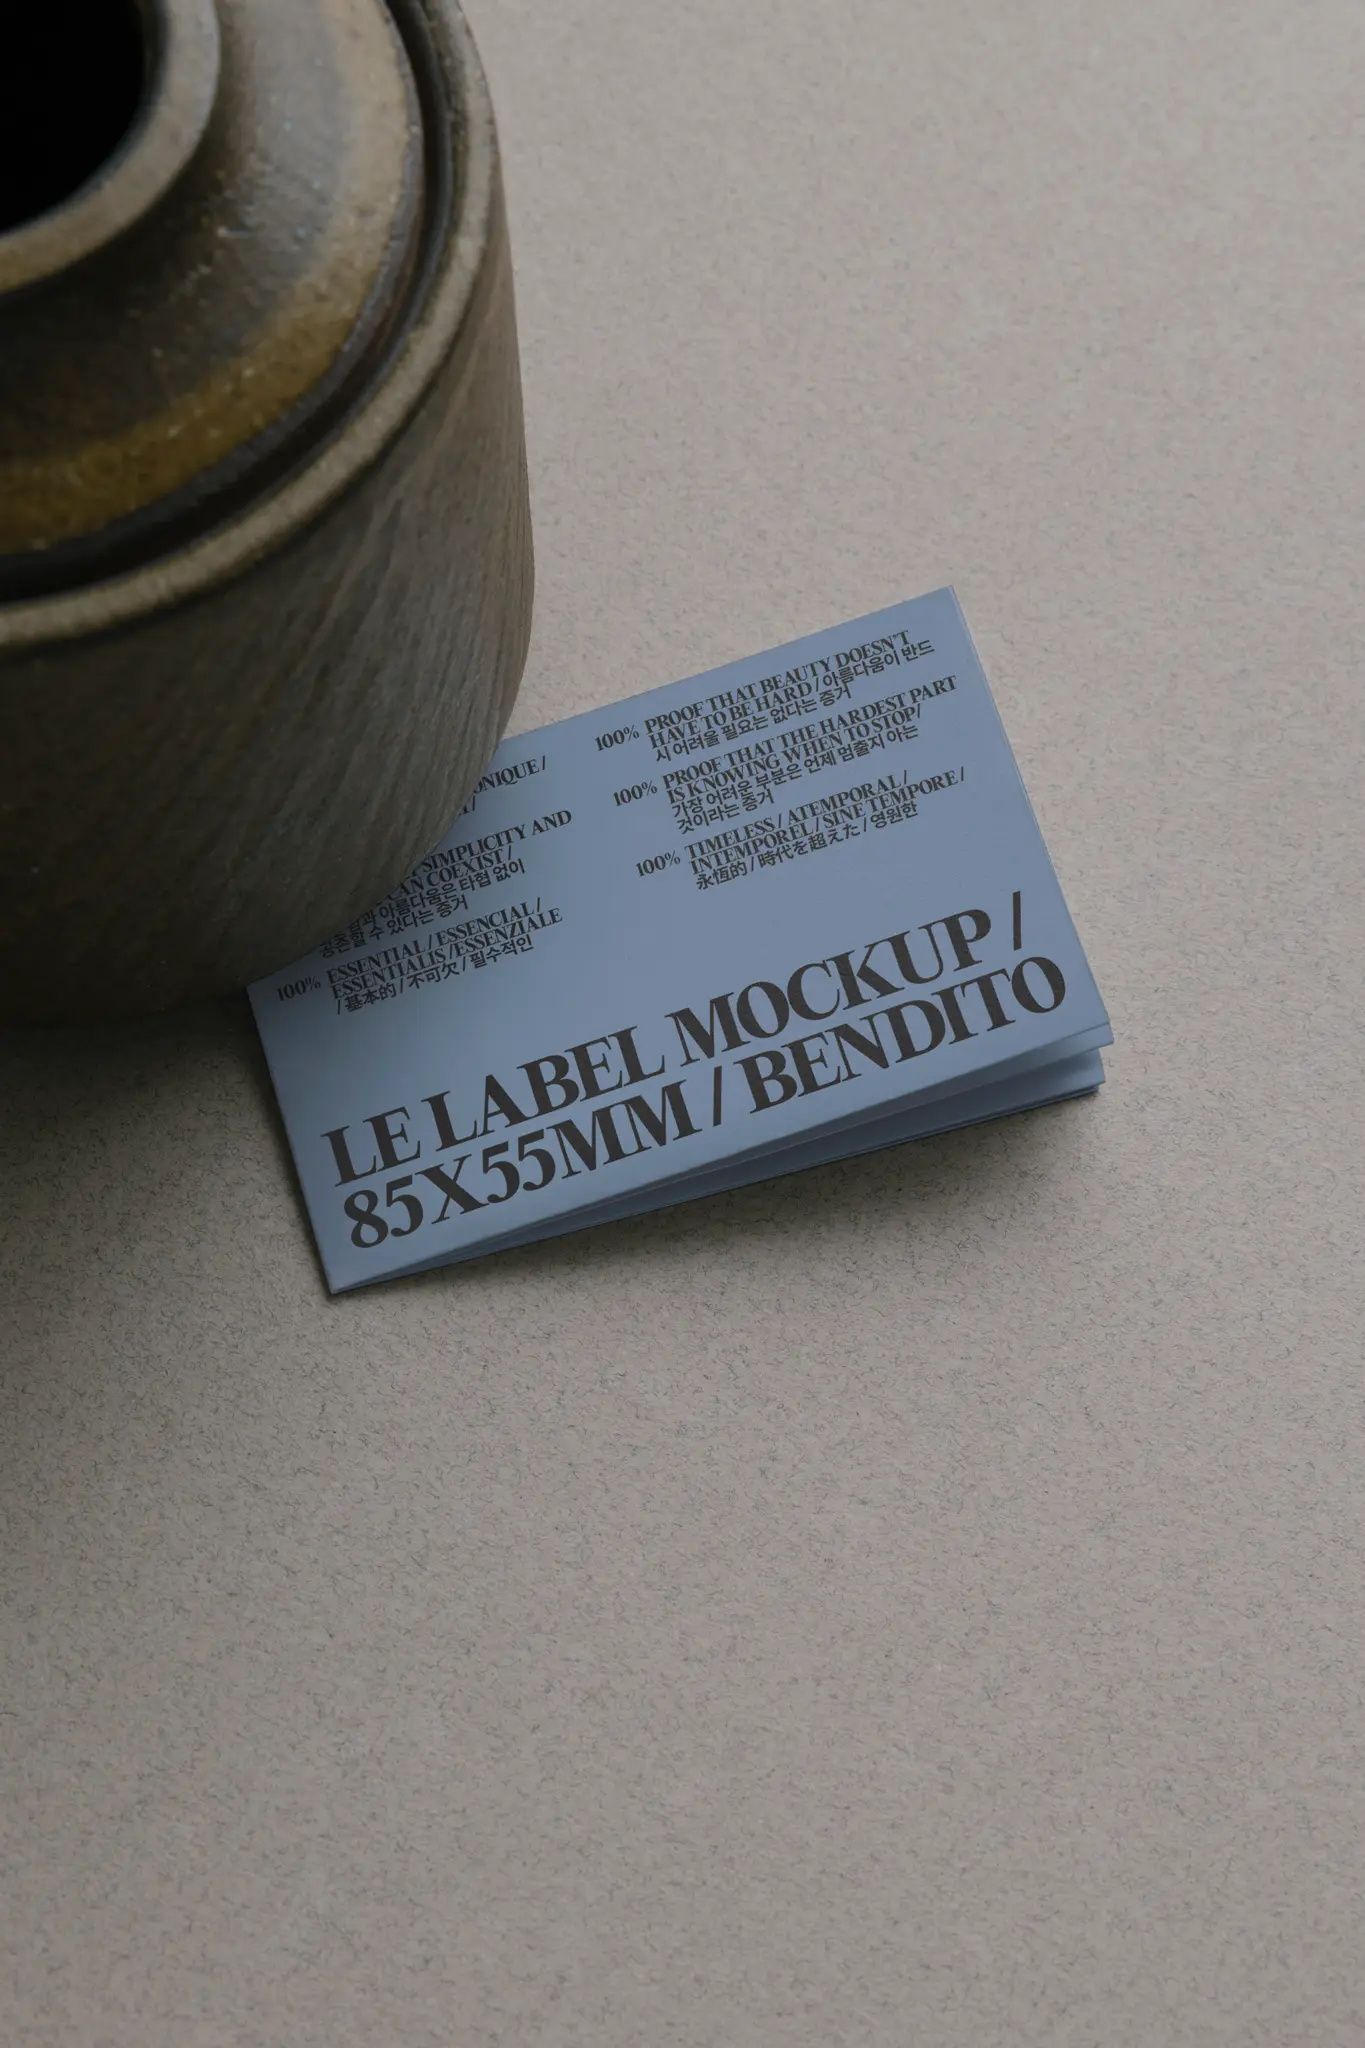 SIMPLICITY AND
CAN COEXIST /
아름다움은 타협 없이
공존할 수 있다는 증거
100% ESSENTIAL / ESSENCIAL /
ESSENTIALIS / ESSENZIALE
/ 基本的 / 不可欠 / 필수적인
100% PROOF THAT BEAUTY DOESN'T
HAVE TO BE HARD / 아름다움이 반드
시 어려울 필요는 없다는 증거
100% PROOF THAT THE HARDEST PART
IS KNOWING WHEN TO STOP /
가장 어려운 부분은 언제 멈출지 아는
것이라는 증거
100% TIMELESS / ATEMPORAL /
INTEMPOREL / SINE TEMPORE /
永恆的 / 時代を超えた / 영원한
LE LABEL MOCKUP /
85X55MM / BENDITO